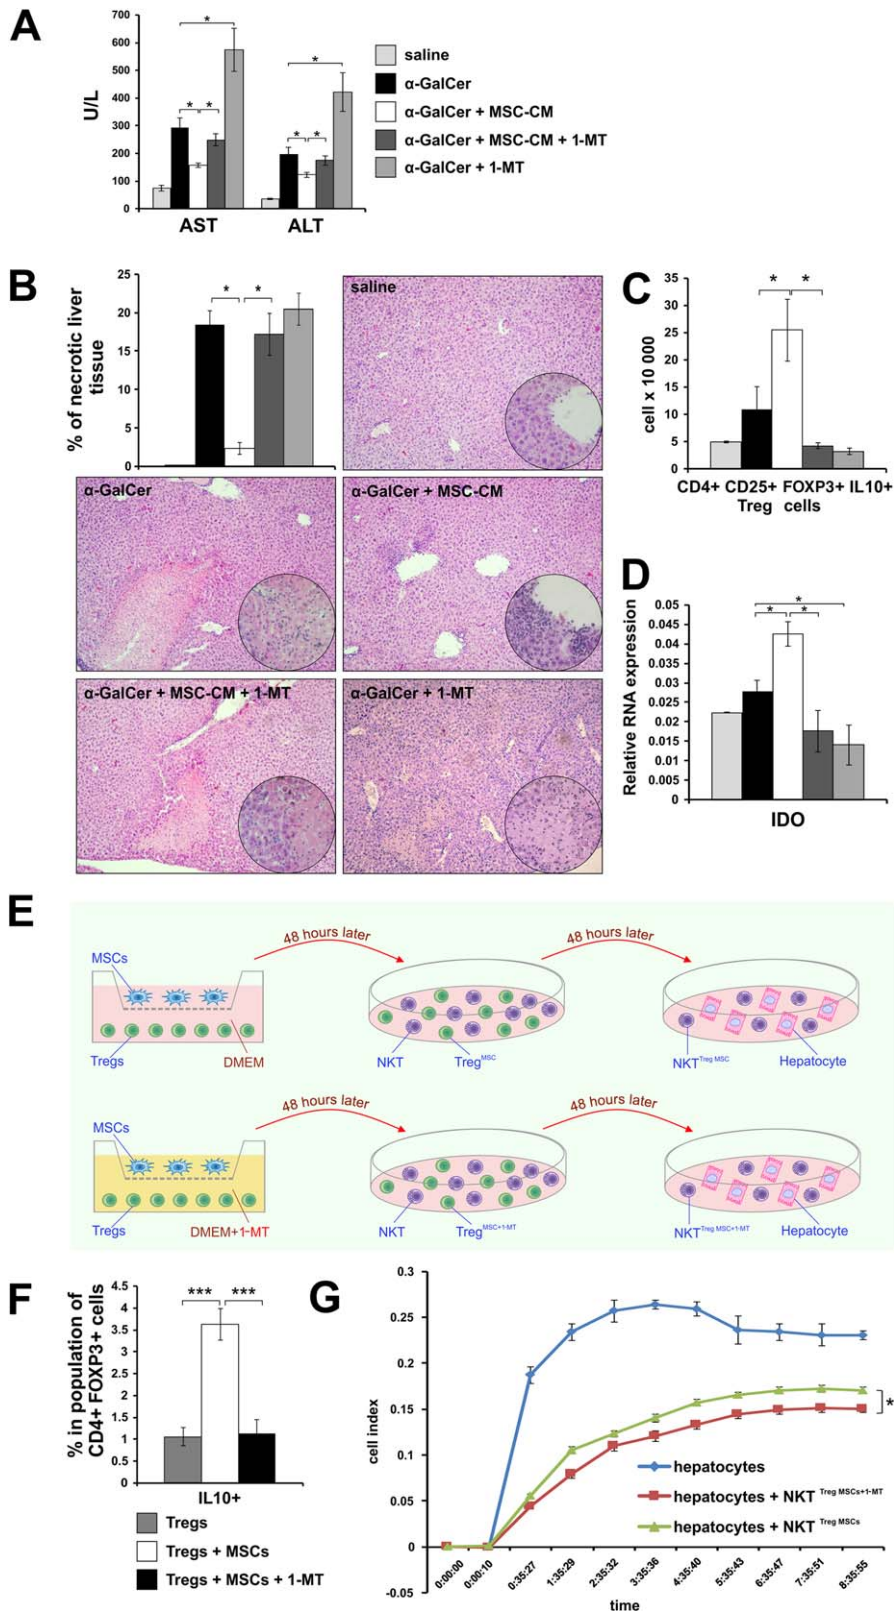 A
U/L
700
600
500
400
300
200
100
0
*
* *
*
* *
AST
ALT
saline
α-GalCer
α-GalCer + MSC-CM
α-GalCer + MSC-CM + 1-MT
α-GalCer + 1-MT
B
% of necrotic liver
tissue
25
20
15
10
5
0
* *
saline
α-GalCer
α-GalCer + MSC-CM
α-GalCer + MSC-CM + 1-MT
α-GalCer + 1-MT
C
cell x 10 000
35
30
25
20
15
10
5
0
* *
CD4+ CD25+ FOXP3+ IL10+
Treg cells
D
Relative RNA expression
0.05
0.045
0.04
0.035
0.03
0.025
0.02
0.015
0.01
0.005
0
*
* *
IDO
E
48 hours later
48 hours later
MSCs
Tregs
DMEM
NKT
Treg MSC
NKT Treg MSC
Hepatocyte
48 hours later
48 hours later
MSCs
Tregs
DMEM+1-MT
NKT
Treg MSC+1-MT
NKT Treg MSC+1-MT
Hepatocyte
F
% in population of
CD4+ FOXP3+ cells
4.5
4
3.5
3
2.5
2
1.5
1
0.5
0
*** ***
IL10+
Tregs
Tregs + MSCs
Tregs + MSCs + 1-MT
G
cell index
0.3
0.25
0.2
0.15
0.1
0.05
0
-0.05
*
hepatocytes
hepatocytes + NKT Treg MSCs+1-MT
hepatocytes + NKT Treg MSCs
0:00:00
0:00:10
0:35:27
1:35:29
2:35:32
3:35:36
4:35:40
5:35:43
6:35:47
7:35:51
8:35:55
time